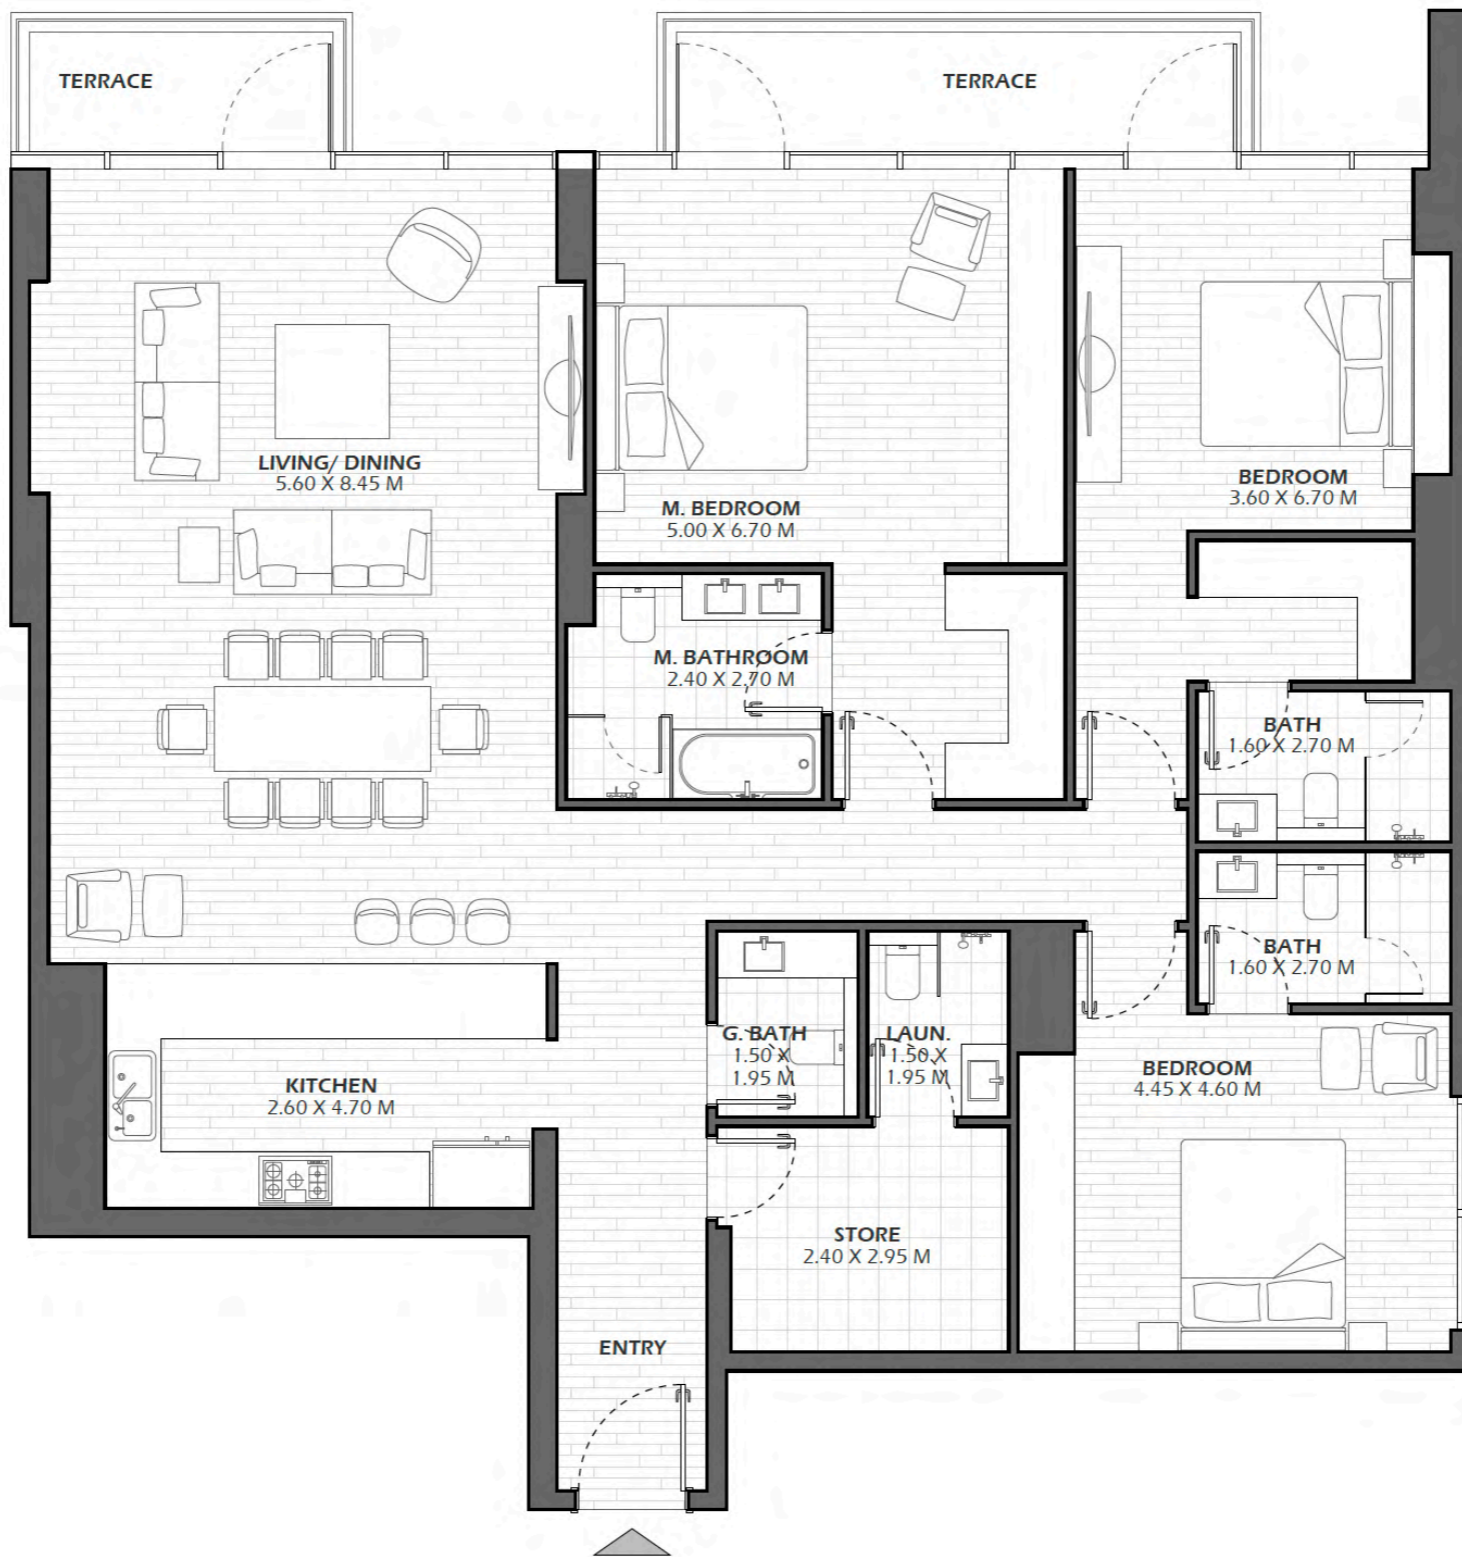 TERRACE
TERRACE
LIVING/ DINING
5.60 X 8.45 M
M. BEDROOM
5.00 X 6.70 M
BEDROOM
3.60 X 6.70 M
M. BATHROOM
2.40 X 2.70 M
BATH
1.60 X 2.70 M
BATH
1.60 X 2.70 M
G. BATH
1.50 X
1.95 M
LAUN.
1.50 X
1.95 M
KITCHEN
2.60 X 4.70 M
BEDROOM
4.45 X 4.60 M
STORE
2.40 X 2.95 M
ENTRY